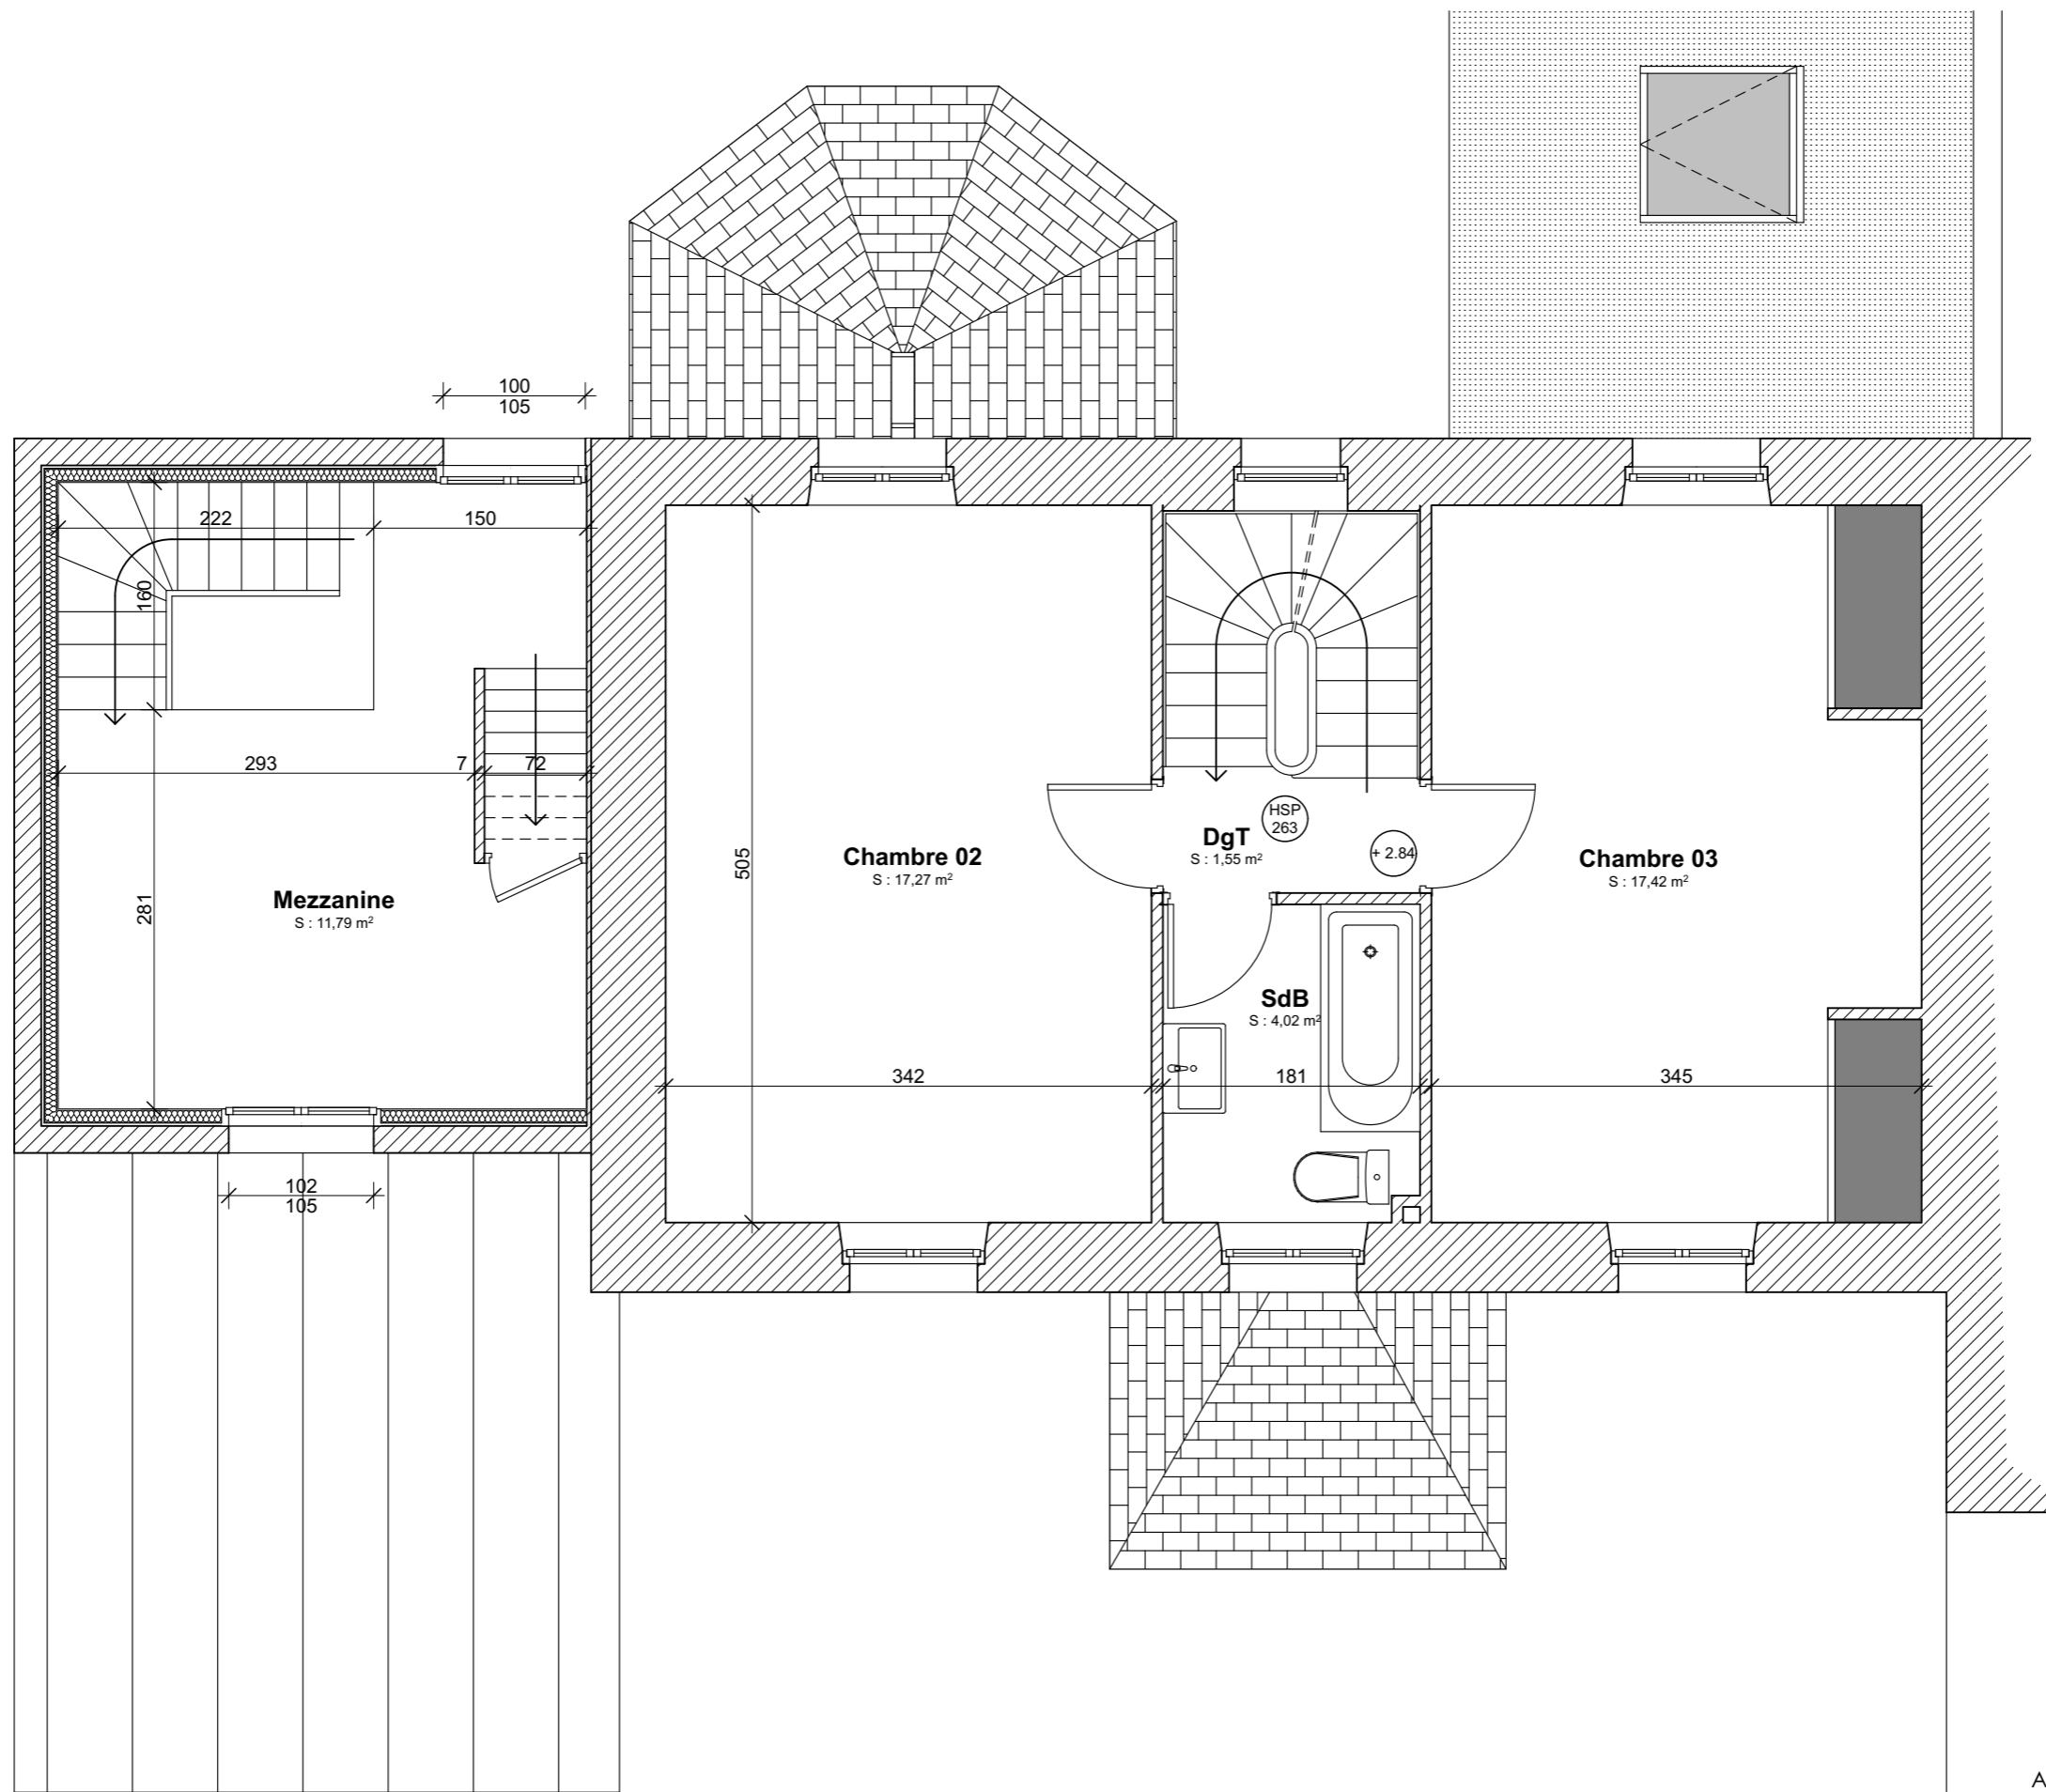 100
105
222
150
160
293
7
72
281
Mezzanine
S : 11,79 m²
102
105
505
Chambre 02
S : 17,27 m²
342
HSP
263
DgT
S : 1,55 m²
+ 2.84
SdB
S : 4,02 m²
181
Chambre 03
S : 17,42 m²
345
A